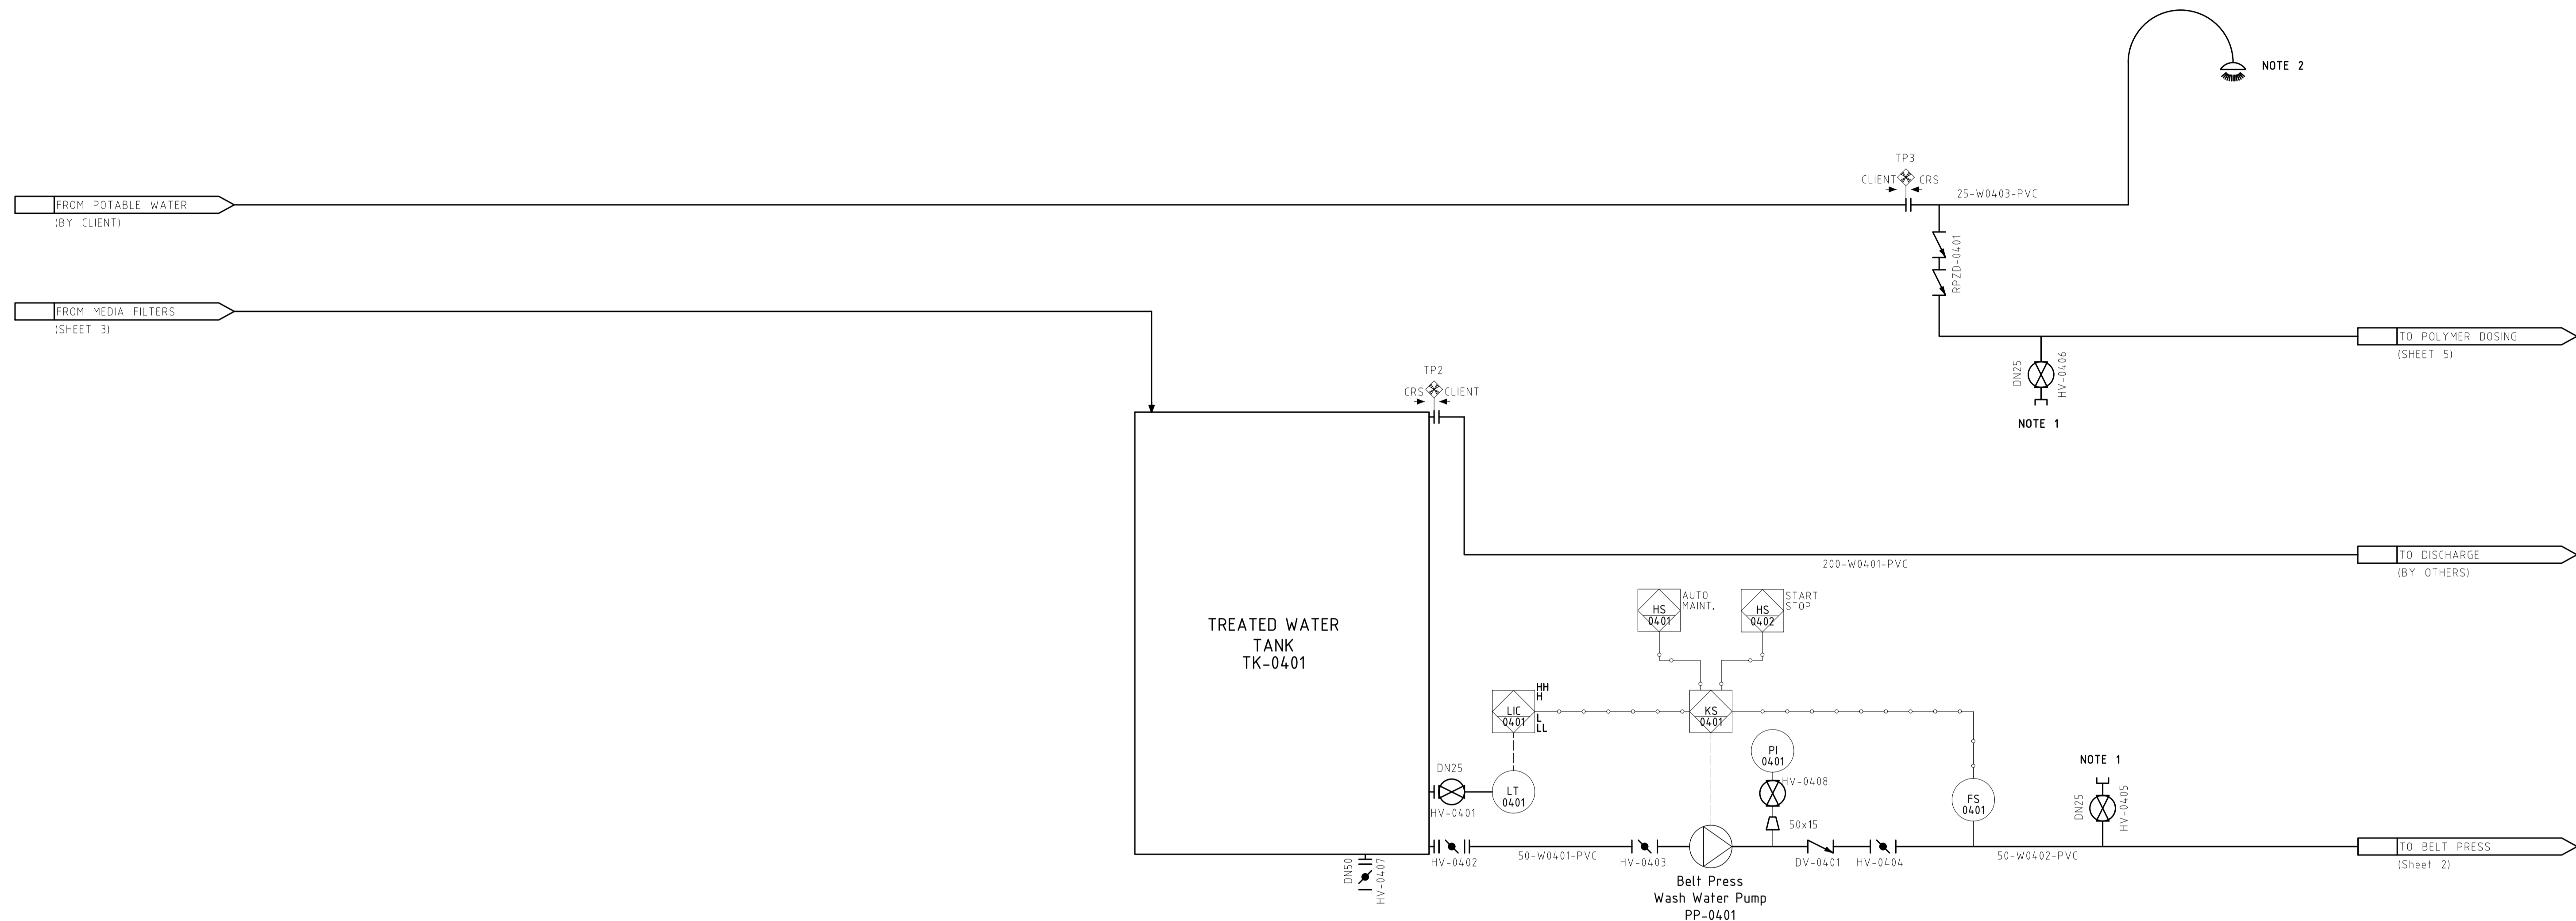 NOTE 2
TP3
CLIENT CRS
25-W0403-PVC
FROM POTABLE WATER
(BY CLIENT)
RPZD-0401
FROM MEDIA FILTERS
(SHEET 3)
TO POLYMER DOSING
(SHEET 5)
DN25
HV-0406
NOTE 1
TP2
CRS CLIENT
200-W0401-PVC
TO DISCHARGE
(BY OTHERS)
TREATED WATER
TANK
TK-0401
HS
0401
AUTO
MAINT.
HS
0402
START
STOP
LIC
0401
HH
H
L
LL
KS
0401
PI
0401
HV-0408
50x15
DN25
HV-0401
LT
0401
FS
0401
NOTE 1
DN25
HV-0405
HV-0402
50-W0401-PVC
HV-0403
DV-0401
HV-0404
50-W0402-PVC
TO BELT PRESS
(Sheet 2)
DN50
HV-0407
Belt Press
Wash Water Pump
PP-0401